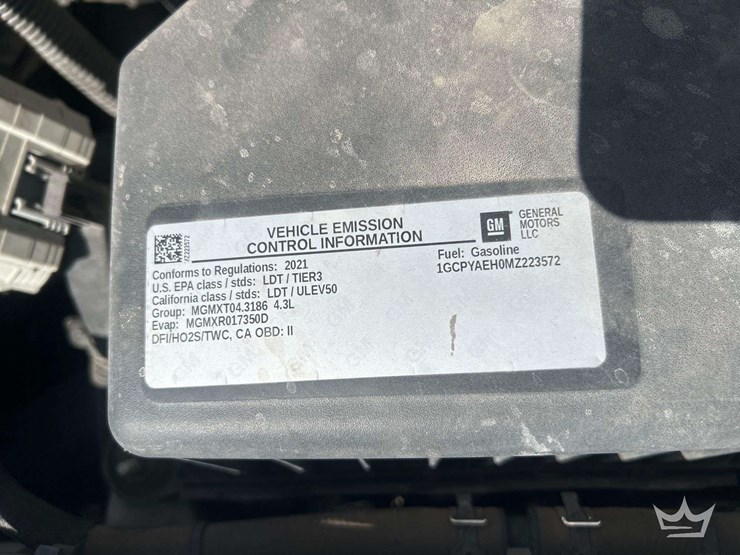 VEHICLE EMISSION
CONTROL INFORMATION
GM
GENERAL
MOTORS
LLC
Conforms to Regulations: 2021
U.S. EPA class / stds: LDT / TIER3
California class / stds: LDT / ULEV50
Group: MGMXT04.3186 4.3L
Evap: MGMXR017350D
DFI/HO2S/TWC, CA OBD: II
Fuel: Gasoline
1GCPYAEH0MZ223572